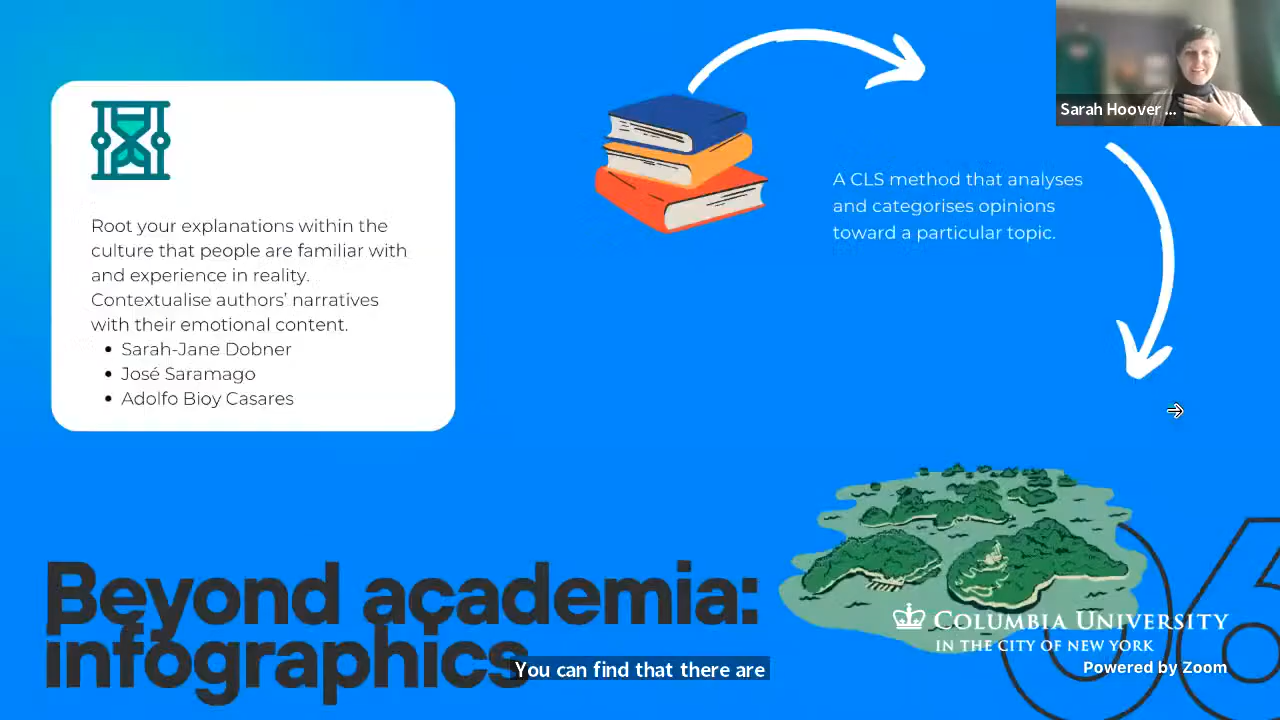 Sarah Hoover ...
Root your explanations within the
culture that people are familiar with
and experience in reality.
Contextualise authors' narratives
with their emotional content.
• Sarah-Jane Dobner
• José Saramago
• Adolfo Bioy Casares
A CLS method that analyses
and categorises opinions
toward a particular topic.
Beyond academia:
infographics
06
COLUMBIA UNIVERSITY
IN THE CITY OF NEW YORK
Powered by Zoom
You can find that there are